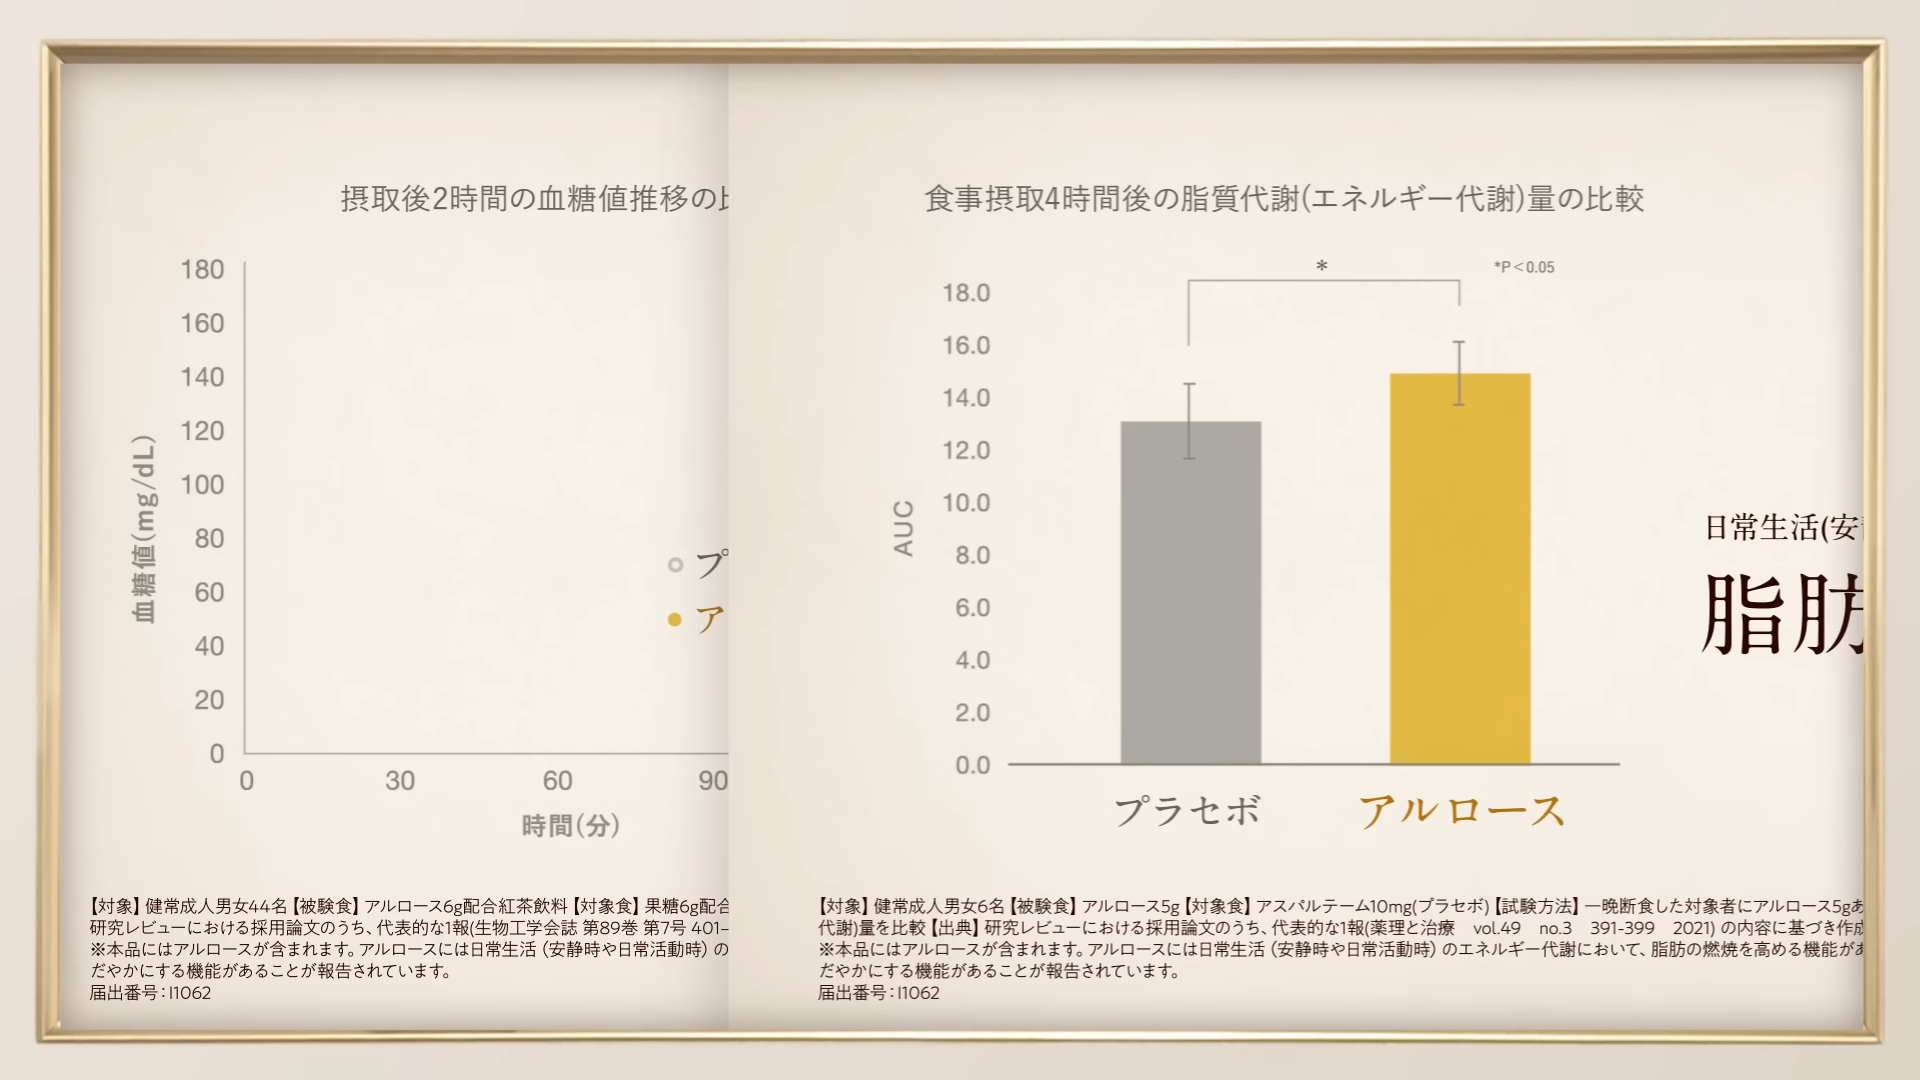 摂取後2時間の血糖値推移の
180
160
140
120
100
80
60
40
20
0
血糖値(mg/dL)
0 30 60 90
時間(分)
プ
ア
【対象】健常成人男女44名【被験食】アルロース6g配合紅茶飲料【対象食】果糖6g配合
研究レビューにおける採用論文のうち、代表的な1報(生物工学会誌 第89巻 第7号 401-
※本品にはアルロースが含まれます。アルロースには日常生活(安静時や日常活動時)の
だやかにする機能があることが報告されています。
届出番号:I1062
食事摂取4時間後の脂質代謝(エネルギー代謝)量の比較
*
*P<0.05
18.0
16.0
14.0
12.0
10.0
8.0
6.0
4.0
2.0
0.0
AUC
プラセボ アルロース
日常生活(安
脂肪
【対象】健常成人男女6名【被験食】アルロース5g【対象食】アスパルテーム10mg(プラセボ)【試験方法】一晩断食した対象者にアルロース5gあ
代謝)量を比較【出典】研究レビューにおける採用論文のうち、代表的な1報(薬理と治療 vol.49 no.3 391-399 2021)の内容に基づき作成
※本品にはアルロースが含まれます。アルロースには日常生活(安静時や日常活動時)のエネルギー代謝において、脂肪の燃焼を高める機能があ
だやかにする機能があることが報告されています。
届出番号:I1062